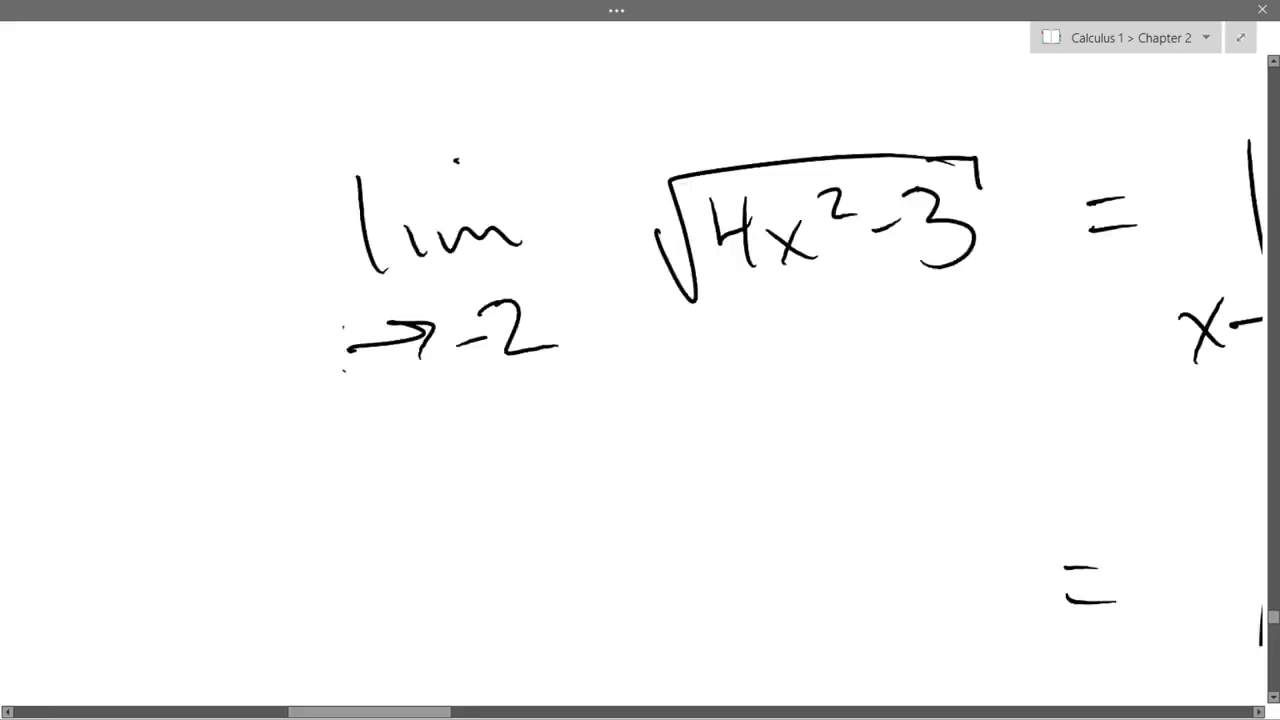 Calculus 1 > Chapter 2
lim √(4x² - 3) =
→ -2 x -
=